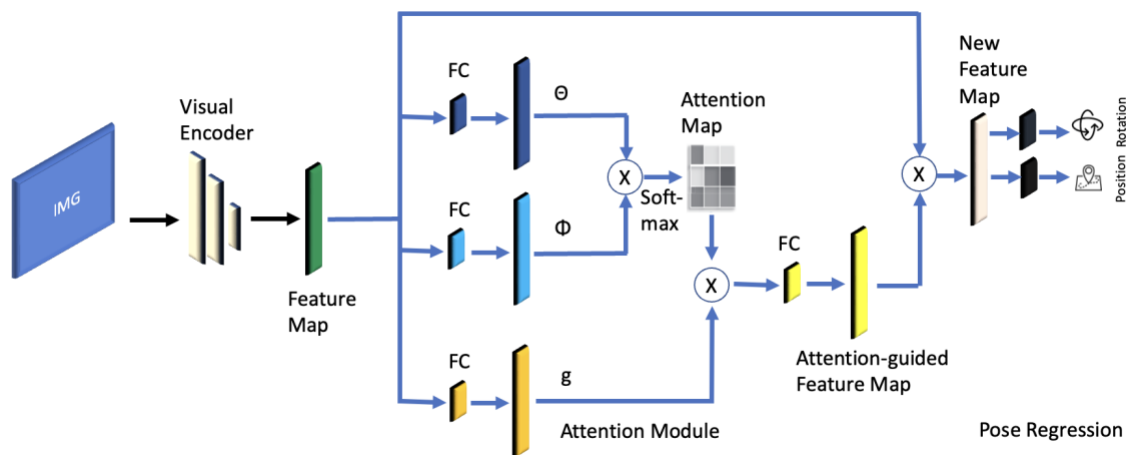 IMG
Visual
Encoder
Feature
Map
FC
Θ
FC
Φ
FC
g
X
Soft-
max
Attention
Map
X
Attention Module
FC
Attention-guided
Feature Map
X
New
Feature
Map
Rotation
Position
Pose Regression